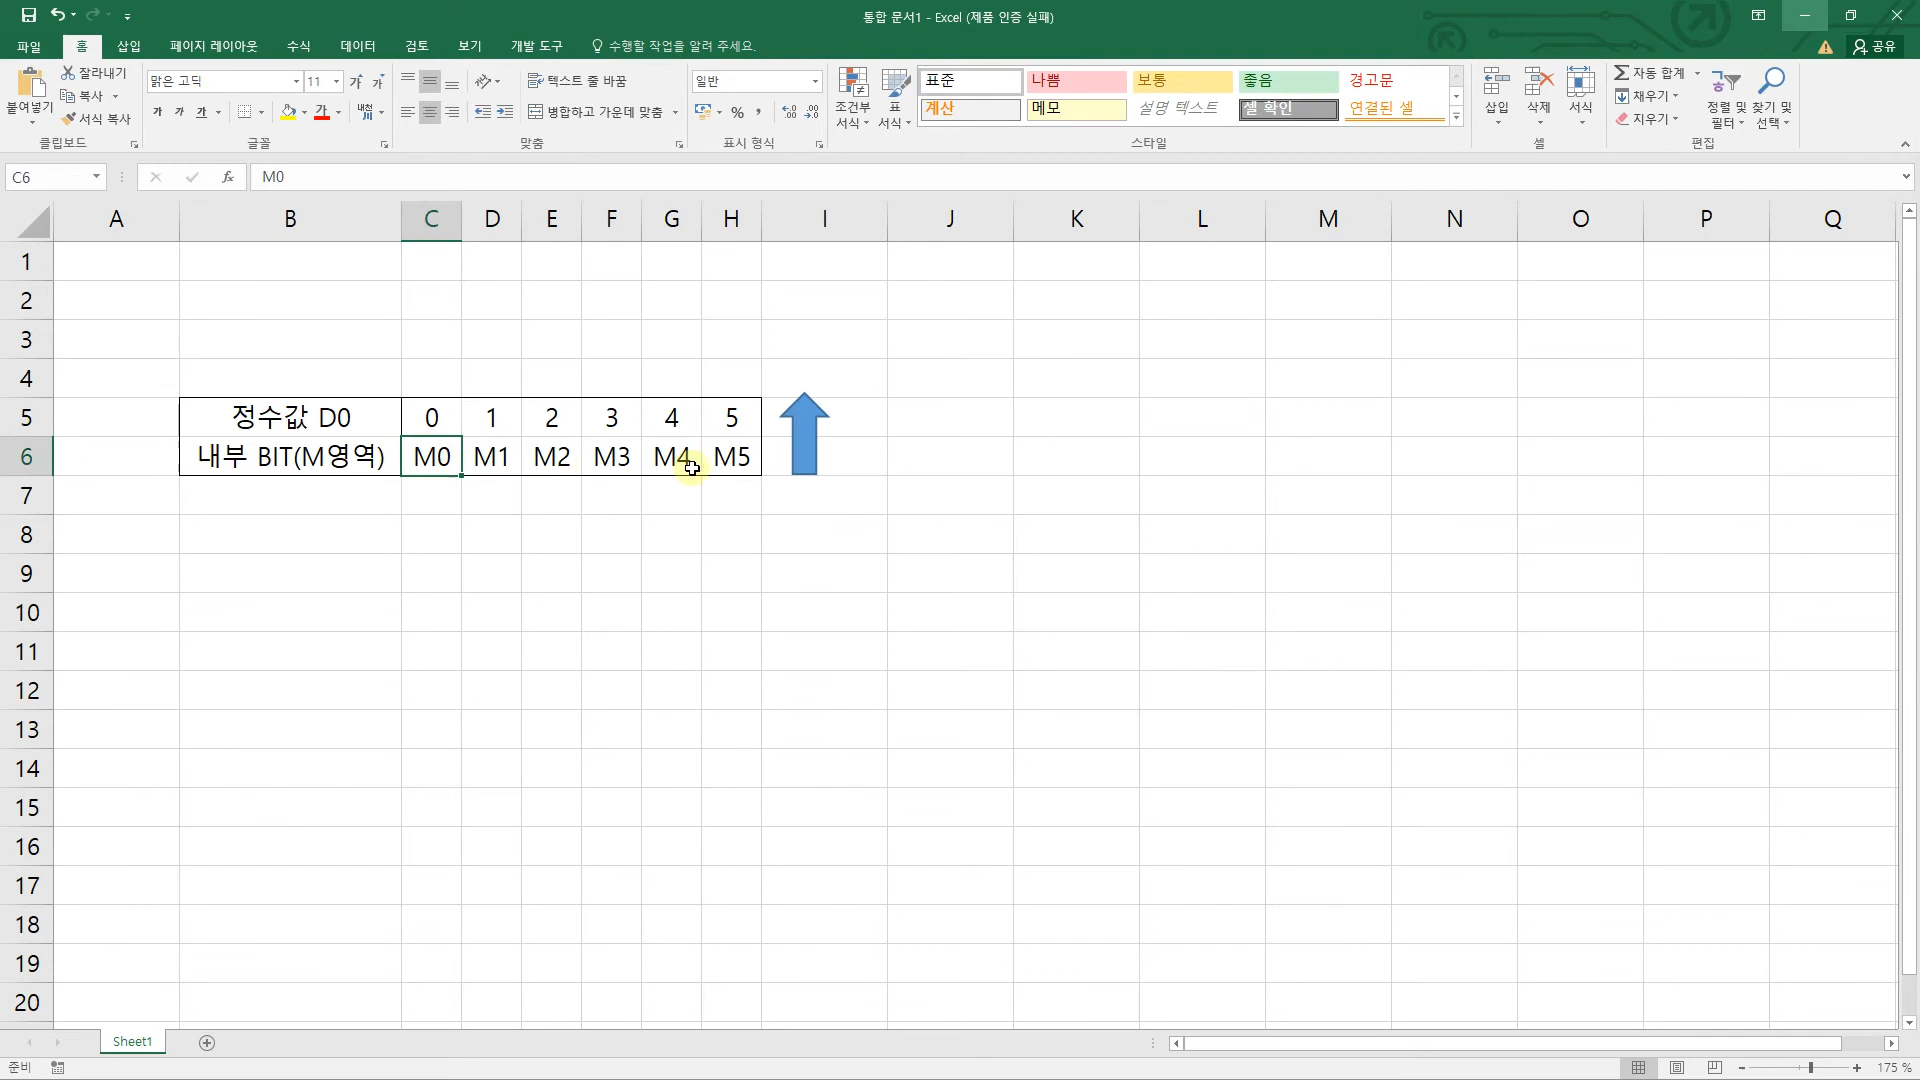 통합 문서1 - Excel (제품 인증 실패)
파일 홈 삽입 페이지 레이아웃 수식 데이터 검토 보기 개발 도구 수행할 작업을 알려 주세요. 공유
붙여넣기 잘라내기 복사 서식 복사 클립보드
맑은 고딕 11 가 가 가 가 가 가 가 내천 글꼴
텍스트 줄 바꿈 병합하고 가운데 맞춤 맞춤
일반 % , 표시 형식
조건부 서식 표 서식 표준 나쁨 보통 좋음 경고문
계산 메모 설명 텍스트 셀 확인 연결된 셀 스타일
삽입 삭제 서식 셀
자동 합계 채우기 지우기 정렬 및 필터 찾기 및 선택 편집
C6 fx M0
A B C D E F G H I J K L M N O P Q
1
2
3
4
5 정수값 D0 0 1 2 3 4 5
6 내부 BIT(M영역) M0 M1 M2 M3 M4 M5
7
8
9
10
11
12
13
14
15
16
17
18
19
20
Sheet1
준비 175 %